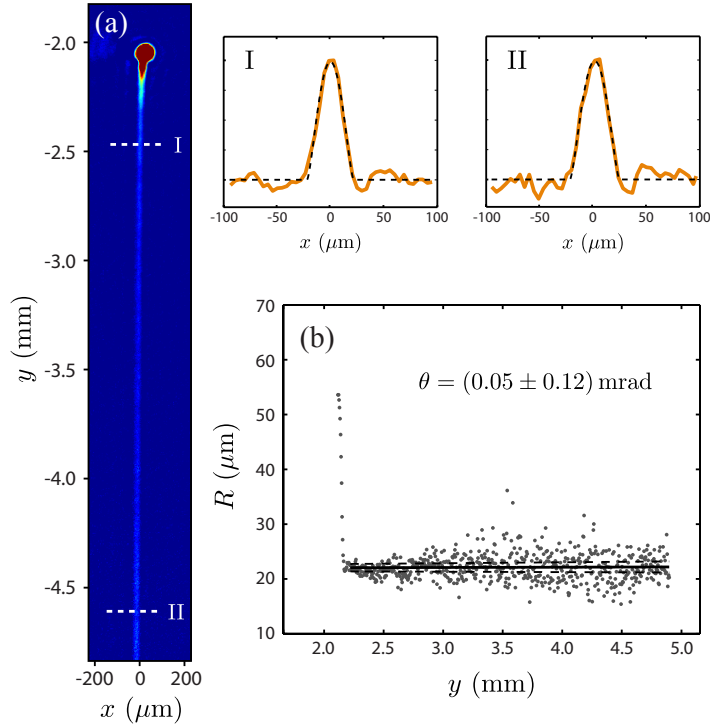 (a)
-2.0
-2.5
-3.0
-3.5
-4.0
-4.5
y (mm)
I
II
-200
0
200
x (μm)
I
-100
-50
0
50
100
x (μm)
II
-100
-50
0
50
100
x (μm)
(b)
θ = (0.05 ± 0.12) mrad
70
60
50
40
30
20
10
R (μm)
2.0
2.5
3.0
3.5
4.0
4.5
5.0
y (mm)